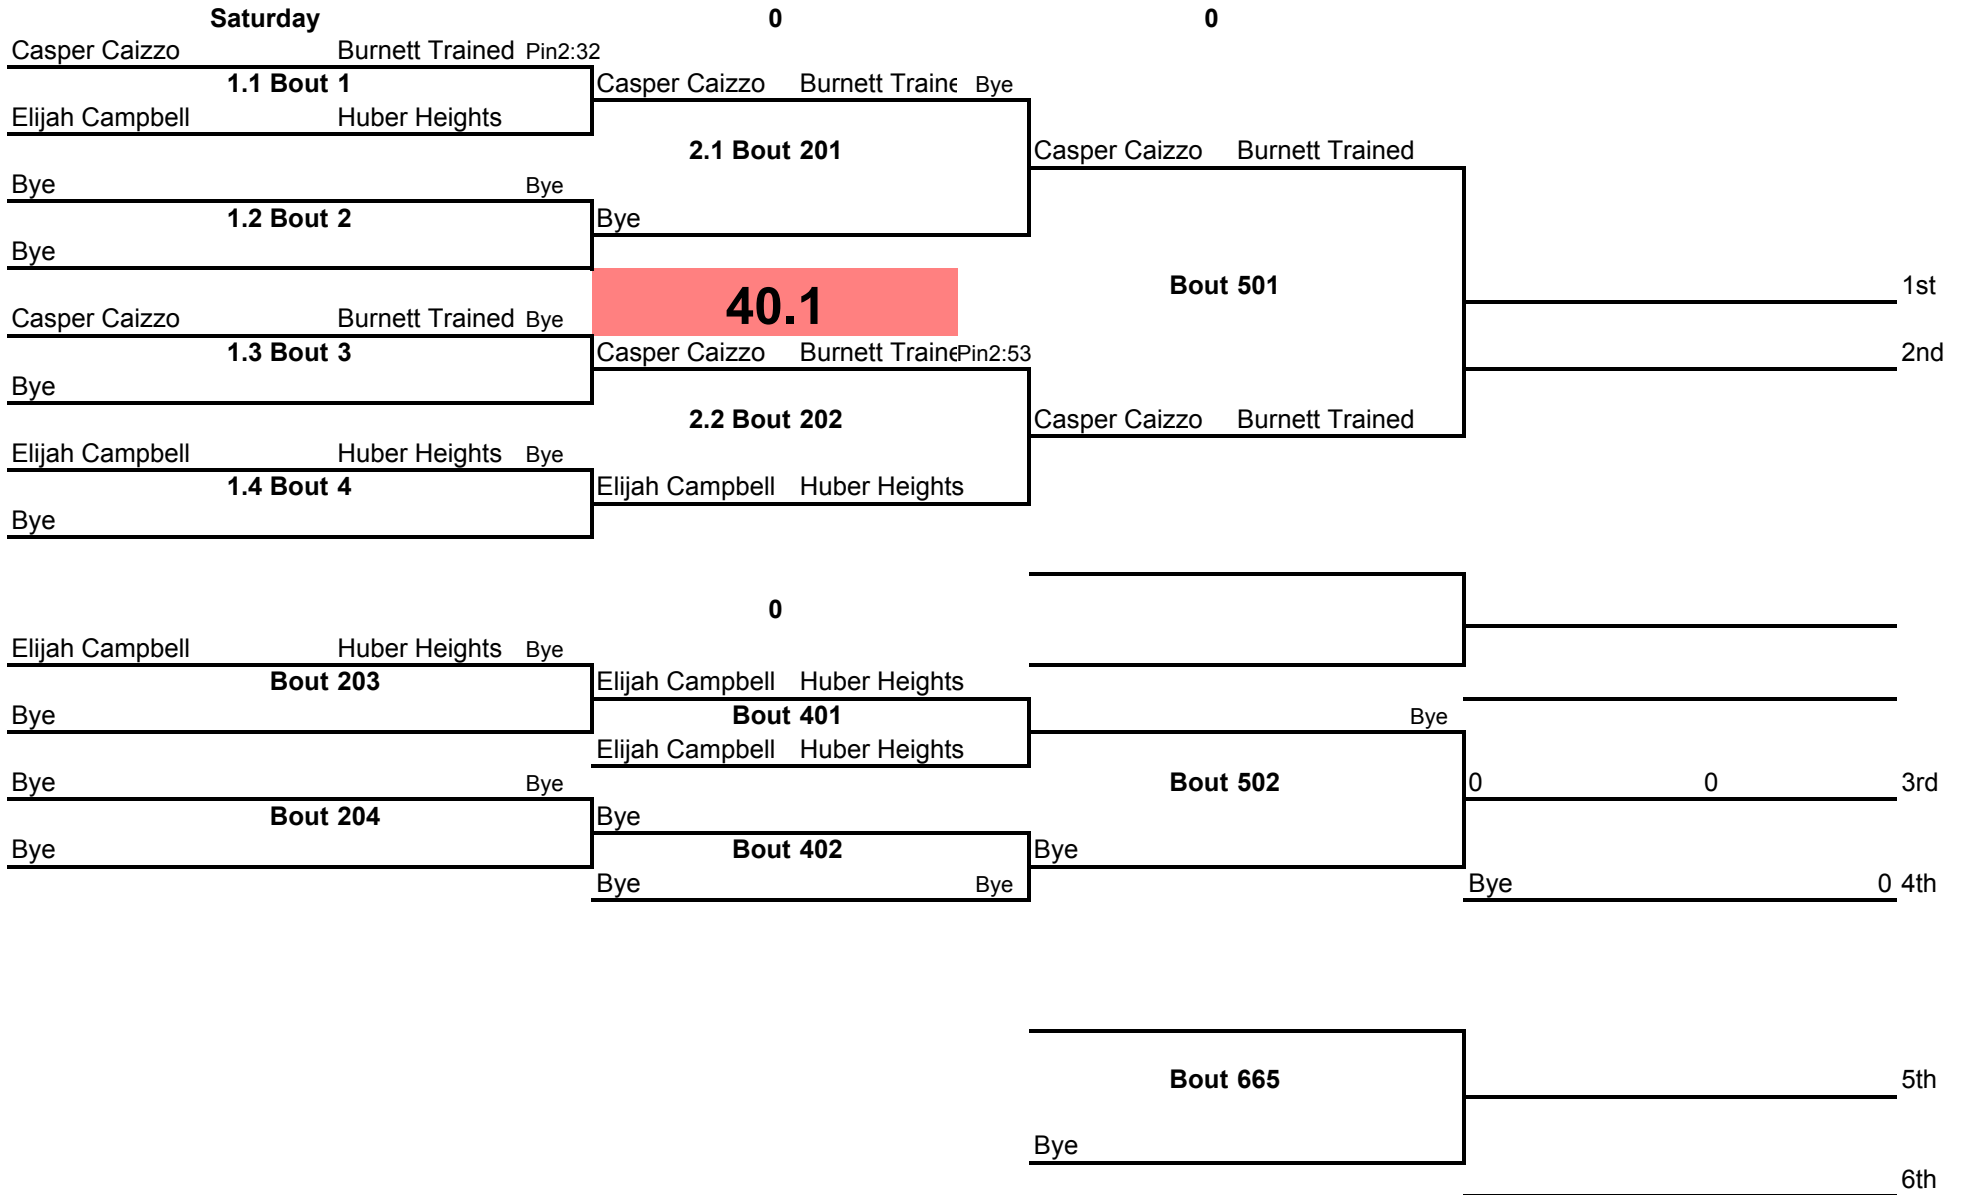 Saturday 0 0
Casper Caizzo Burnett Trained Pin2:32
1.1 Bout 1 Casper Caizzo Burnett Traine Bye
Elijah Campbell Huber Heights
2.1 Bout 201 Casper Caizzo Burnett Trained
Bye Bye
1.2 Bout 2 Bye
Bye
Bout 501 1st
40.1
Casper Caizzo Burnett Trained Bye
1.3 Bout 3 Casper Caizzo Burnett Traine Pin2:53 2nd
Bye
2.2 Bout 202 Casper Caizzo Burnett Trained
Elijah Campbell Huber Heights Bye
1.4 Bout 4 Elijah Campbell Huber Heights
Bye
0
Elijah Campbell Huber Heights Bye
Bout 203 Elijah Campbell Huber Heights
Bye Bout 401 Bye
Elijah Campbell Huber Heights
Bye Bye Bout 502 0 0 3rd
Bout 204 Bye
Bye Bout 402 Bye
Bye Bye Bye 0 4th
Bout 665 5th
Bye
6th